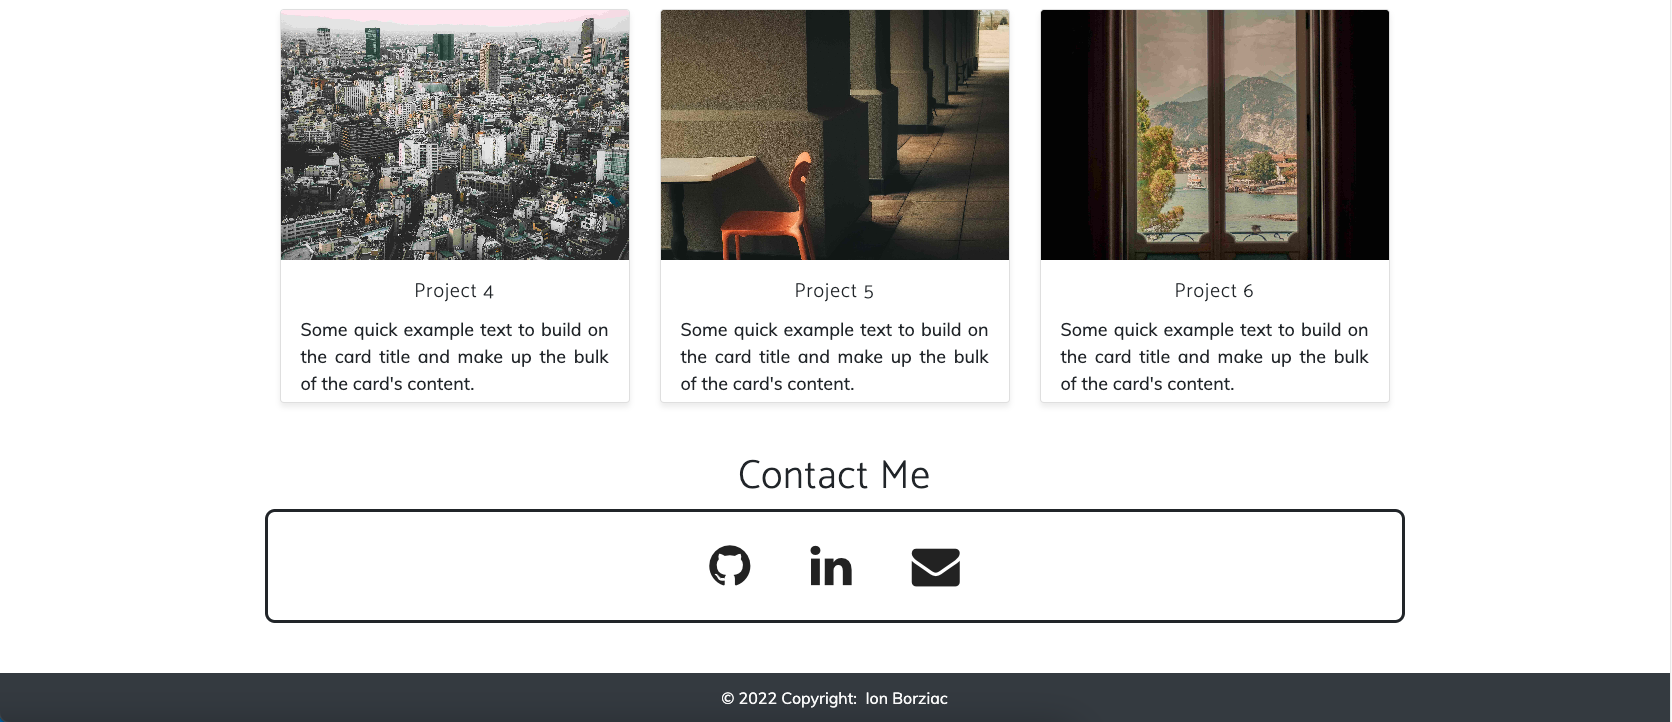 Project 4
Some quick example text to build on
the card title and make up the bulk
of the card's content.
Project 5
Some quick example text to build on
the card title and make up the bulk
of the card's content.
Project 6
Some quick example text to build on
the card title and make up the bulk
of the card's content.
Contact Me
in
© 2022 Copyright: Ion Borziac